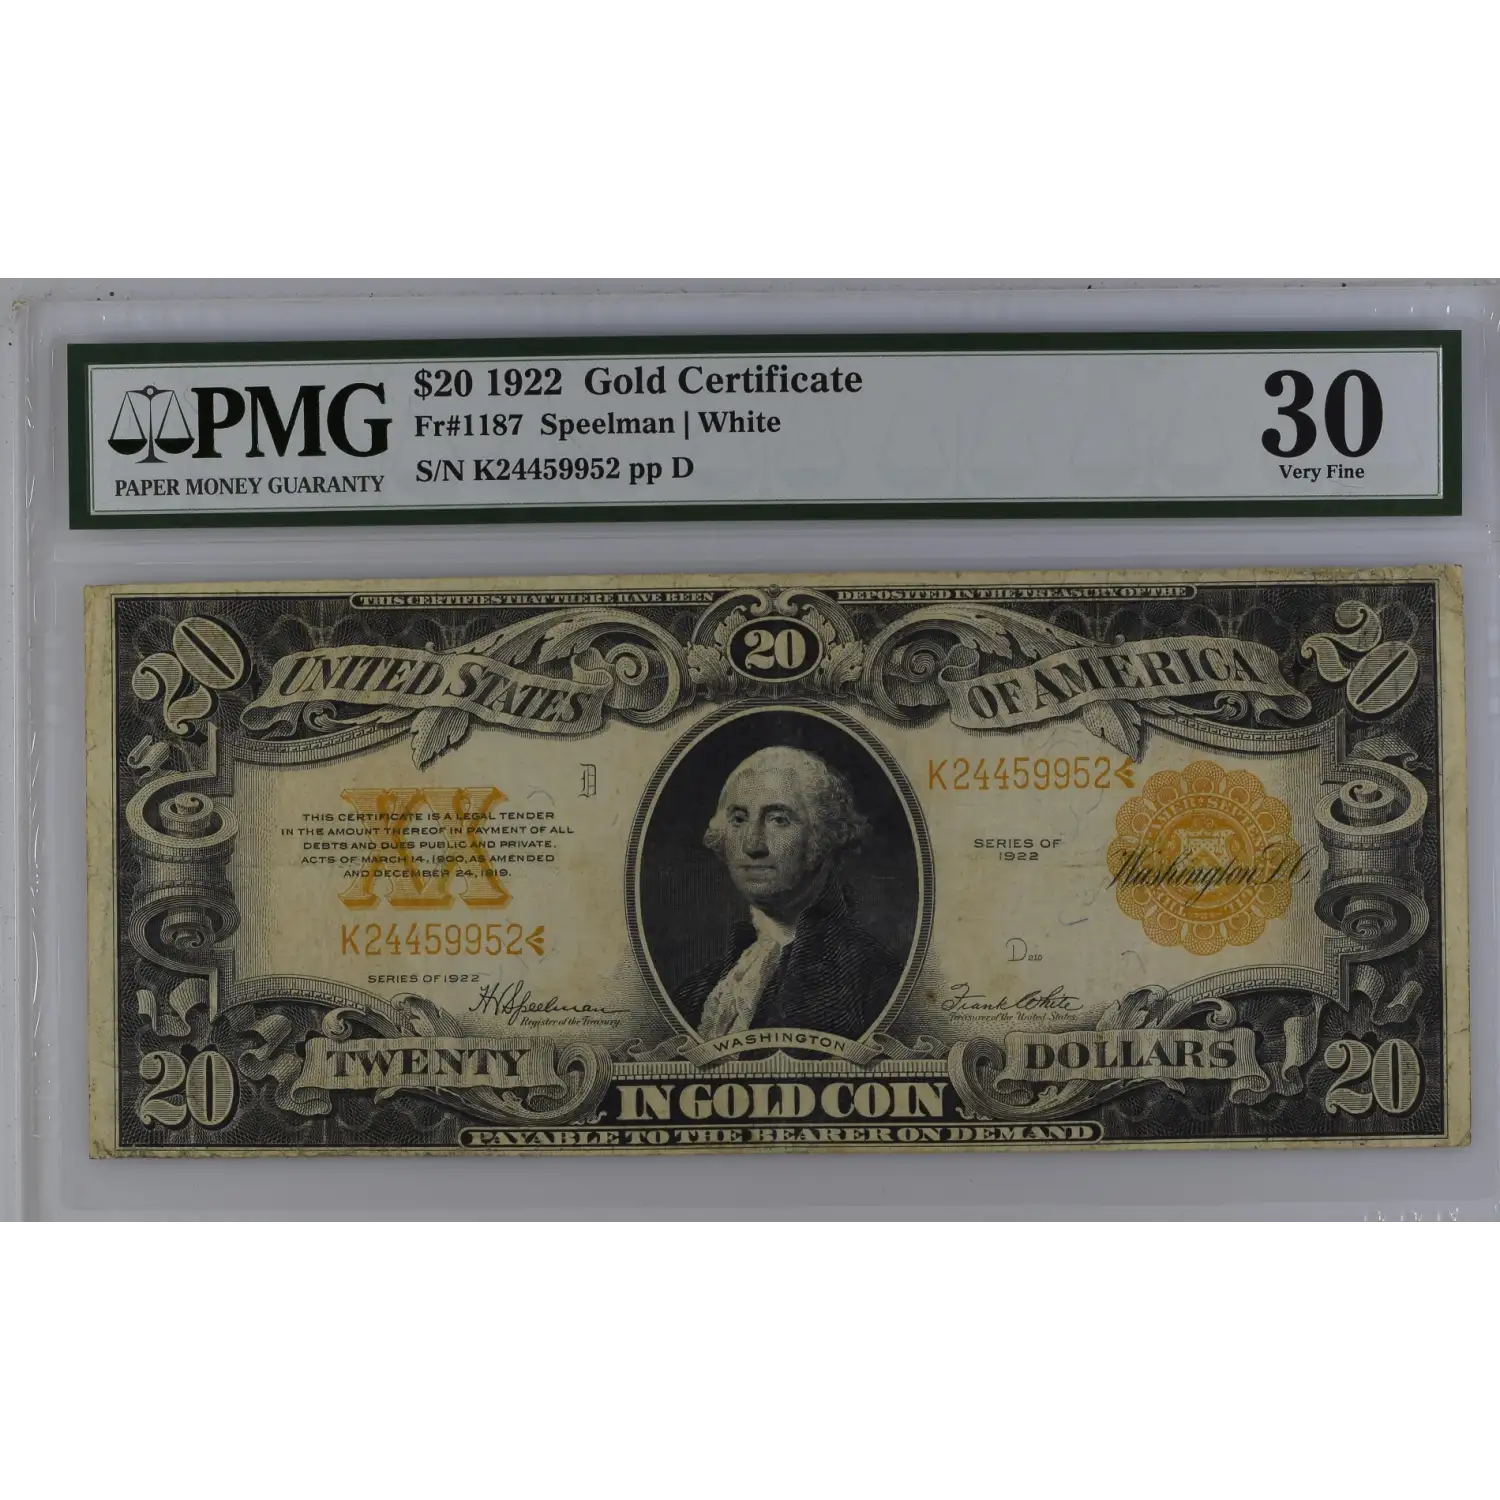 PMG
PAPER MONEY GUARANTY
$20 1922 Gold Certificate
Fr#1187 Speelman | White
S/N K24459952 pp D
30
Very Fine
THIS CERTIFIES THAT THERE HAVE BEEN
DEPOSITED IN THE TREASURY OF THE
20
20
20
UNITED STATES
OF AMERICA
D
K24459952
XX
THIS CERTIFICATE IS A LEGAL TENDER
IN THE AMOUNT THEREOF IN PAYMENT OF ALL
DEBTS AND DUES PUBLIC AND PRIVATE.
ACTS OF MARCH 14, 1900, AS AMENDED
AND DECEMBER 24, 1919.
SERIES OF
1922
Washington D.C.
K24459952
SERIES OF 1922
D210
H V Speelman
Register of the Treasury.
Frank White
Treasurer of the United States.
WASHINGTON
20
TWENTY
DOLLARS
20
IN GOLD COIN
PAYABLE TO THE BEARER ON DEMAND